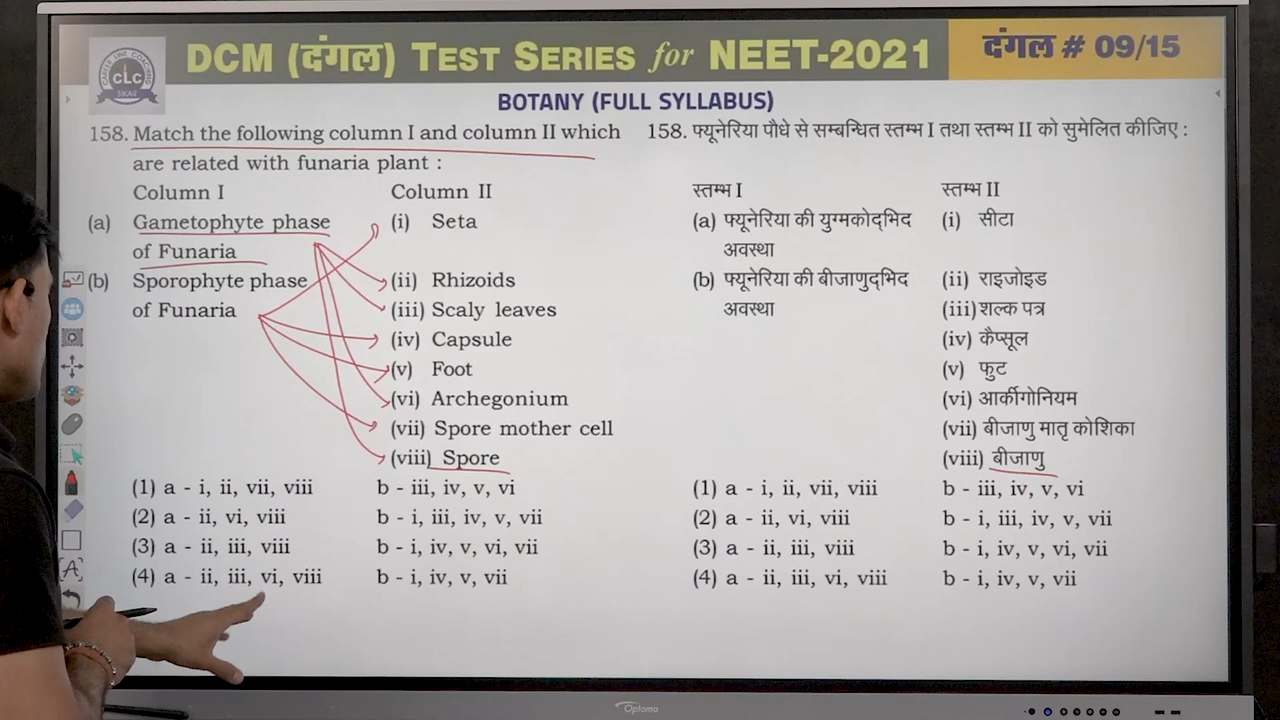 DCM (दंगल) TEST SERIES for NEET-2021
दंगल # 09/15
CAREER LINE COACHING
CLC
SIKAR
BOTANY (FULL SYLLABUS)
158. Match the following column I and column II which
are related with funaria plant :
Column I Column II
(a) Gametophyte phase (i) Seta
of Funaria
(b) Sporophyte phase (ii) Rhizoids
of Funaria (iii) Scaly leaves
(iv) Capsule
(v) Foot
(vi) Archegonium
(vii) Spore mother cell
(viii) Spore
(1) a - i, ii, vii, viii b - iii, iv, v, vi
(2) a - ii, vi, viii b - i, iii, iv, v, vii
(3) a - ii, iii, viii b - i, iv, v, vi, vii
(4) a - ii, iii, vi, viii b - i, iv, v, vii
158. फ्यूनेरिया पौधे से सम्बन्धित स्तम्भ I तथा स्तम्भ II को सुमेलित कीजिए :
स्तम्भ I स्तम्भ II
(a) फ्यूनेरिया की युग्मकोद्भिद (i) सीटा
अवस्था
(b) फ्यूनेरिया की बीजाणुद्भिद (ii) राइजोइड
अवस्था (iii) शल्क पत्र
(iv) कैप्सूल
(v) फुट
(vi) आर्कीगोनियम
(vii) बीजाणु मातृ कोशिका
(viii) बीजाणु
(1) a - i, ii, vii, viii b - iii, iv, v, vi
(2) a - ii, vi, viii b - i, iii, iv, v, vii
(3) a - ii, iii, viii b - i, iv, v, vi, vii
(4) a - ii, iii, vi, viii b - i, iv, v, vii
A
Optoma